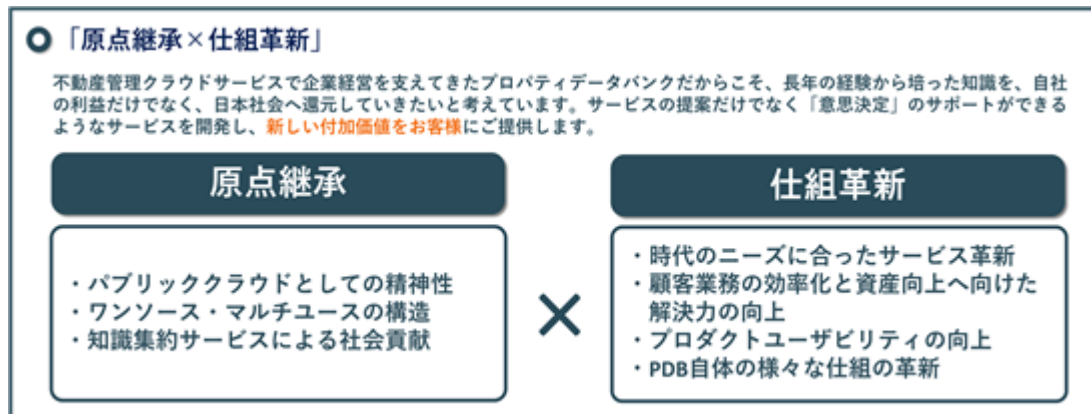 「原点継承×仕組革新」
不動産管理クラウドサービスで企業経営を支えてきたプロパティデータバンクだからこそ、長年の経験から培った知識を、自社
の利益だけでなく、日本社会へ還元していきたいと考えています。サービスの提案だけでなく「意思決定」のサポートができる
ようなサービスを開発し、新しい付加価値をお客様にご提供します。
原点継承
・パブリッククラウドとしての精神性
・ワンソース・マルチユースの構造
・知識集約サービスによる社会貢献
×
仕組革新
・時代のニーズに合ったサービス革新
・顧客業務の効率化と資産向上へ向けた
解決力の向上
・プロダクトユーザビリティの向上
・PDB自体の様々な仕組の革新